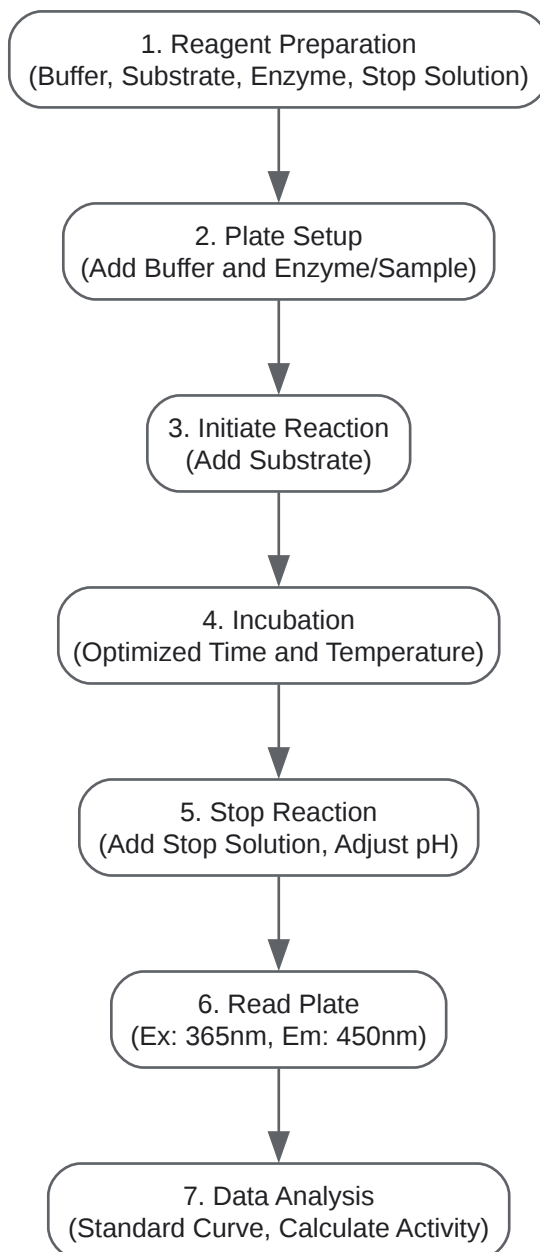 1. Reagent Preparation
(Buffer, Substrate, Enzyme, Stop Solution)
2. Plate Setup
(Add Buffer and Enzyme/Sample)
3. Initiate Reaction
(Add Substrate)
4. Incubation
(Optimized Time and Temperature)
5. Stop Reaction
(Add Stop Solution, Adjust pH)
6. Read Plate
(Ex: 365nm, Em: 450nm)
7. Data Analysis
(Standard Curve, Calculate Activity)